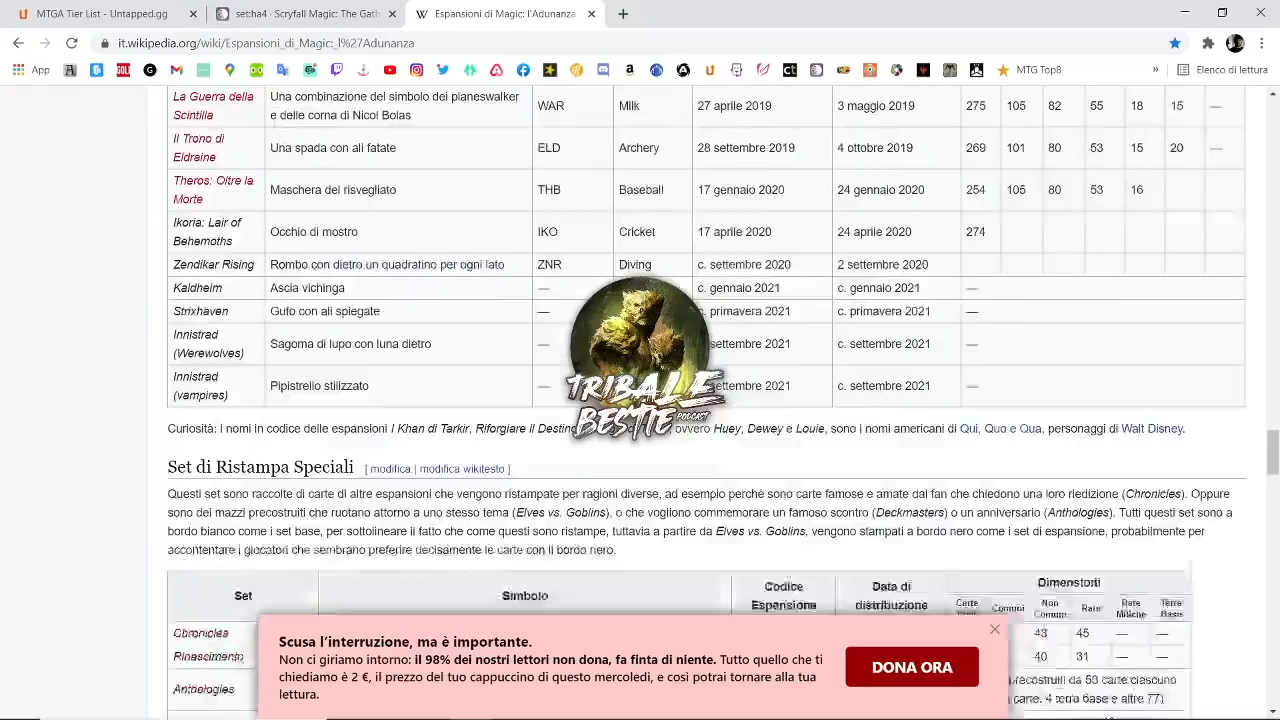 MTGA Tier List - Untapped.gg
set:ha4 - Scryfall Magic: The Gath
Espansioni di Magic: l'Adunanza
it.wikipedia.org/wiki/Espansioni_di_Magic:_l%27Adunanza
App
MTG Top8
»
Elenco di lettura
La Guerra della Scintilla Una combinazione del simbolo dei planeswalker e delle corna di Nicol Bolas WAR Milk 27 aprile 2019 3 maggio 2019 275 105 82 55 18 15 —
Il Trono di Eldraine Una spada con ali fatate ELD Archery 28 settembre 2019 4 ottobre 2019 269 101 80 53 15 20 —
Theros: Oltre la Morte Maschera del risvegliato THB Baseball 17 gennaio 2020 24 gennaio 2020 254 105 80 53 16
Ikoria: Lair of Behemoths Occhio di mostro IKO Cricket 17 aprile 2020 24 aprile 2020 274
Zendikar Rising Rombo con dietro un quadratino per ogni lato ZNR Diving c. settembre 2020 2 settembre 2020
Kaldheim Ascia vichinga — c. gennaio 2021 c. gennaio 2021 —
Strixhaven Gufo con ali spiegate — primavera 2021 c. primavera 2021 —
Innistrad (Werewolves) Sagoma di lupo con luna dietro — settembre 2021 c. settembre 2021 —
Innistrad (vampires) Pipistrello stilizzato — settembre 2021 c. settembre 2021 —
TRIBALE
BESTIE PODCAST
Curiosità: i nomi in codice delle espansioni I Khan di Tarkir, Riforgiare il Destino ovvero Huey, Dewey e Louie, sono i nomi americani di Qui, Quo e Qua, personaggi di Walt Disney.
Set di Ristampa Speciali [ modifica | modifica wikitesto ]
Questi set sono raccolte di carte di altre espansioni che vengono ristampate per ragioni diverse, ad esempio perché sono carte famose e amate dai fan che chiedono una loro riedizione (Chronicles). Oppure
sono dei mazzi precostruiti che ruotano attorno a uno stesso tema (Elves vs. Goblins), o che vogliono commemorare un famoso scontro (Deckmasters) o un anniversario (Anthologies). Tutti questi set sono a
bordo bianco come i set base, per sottolineare il fatto che come questi sono ristampe, tuttavia a partire da Elves vs. Goblins, vengono stampati a bordo nero come i set di espansione, probabilmente per
accontentare i giocatori che sembrano preferire decisamente le carte con il bordo nero.
Set Simbolo Codice Espansione Data di distribuzione Dimensioni
Carte Comuni Non Comuni Rare Rare Mitiche Terre Base
Chronicles 43 45 — —
Rinascimento 40 31 — —
Anthologies precostruiti da 53 carte ciascuno
carte: 4 terra base e altre 77)
Scusa l'interruzione, ma è importante.
Non ci giriamo intorno: il 98% dei nostri lettori non dona, fa finta di niente. Tutto quello che ti
chiediamo è 2 €, il prezzo del tuo cappuccino di questo mercoledì, e così potrai tornare alla tua
lettura.
DONA ORA